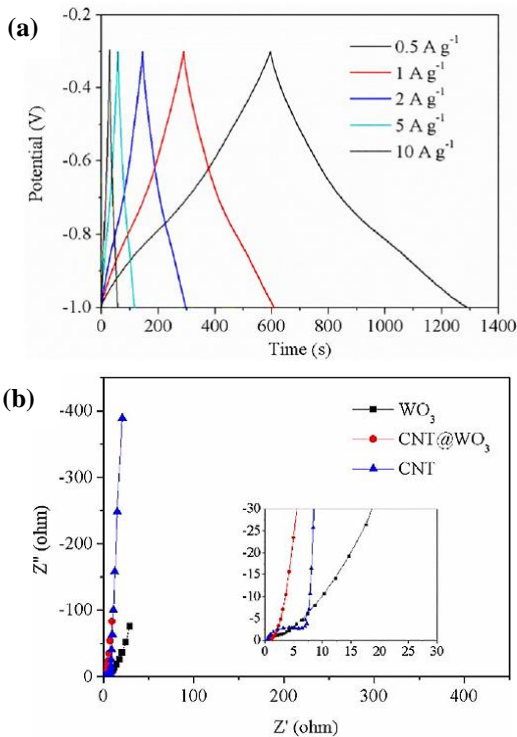 (a)
-0.2
-0.4
-0.6
-0.8
-1.0
Potential (V)
0.5 A g⁻¹
1 A g⁻¹
2 A g⁻¹
5 A g⁻¹
10 A g⁻¹
0 200 400 600 800 1000 1200 1400
Time (s)
(b)
-400
-300
-200
-100
0
Z" (ohm)
WO₃
CNT@WO₃
CNT
-30
-25
-20
-15
-10
-5
0
0 5 10 15 20 25 30
0 100 200 300 400
Z' (ohm)